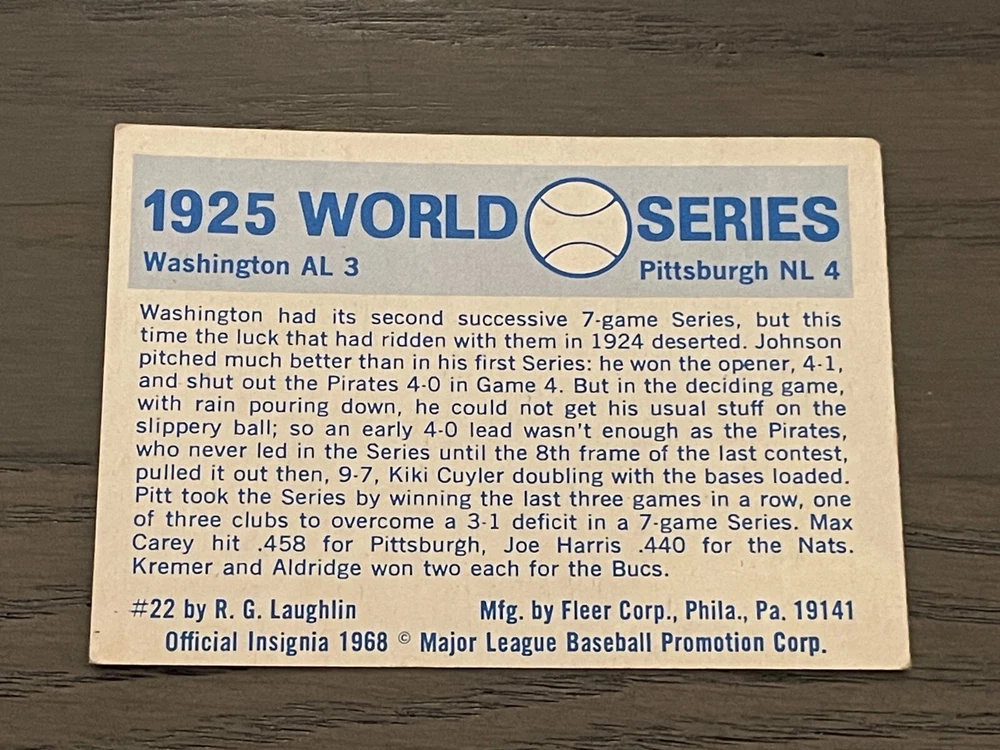 1925 WORLD SERIES
Washington AL 3 Pittsburgh NL 4
Washington had its second successive 7-game Series, but this
time the luck that had ridden with them in 1924 deserted. Johnson
pitched much better than in his first Series: he won the opener, 4-1,
and shut out the Pirates 4-0 in Game 4. But in the deciding game,
with rain pouring down, he could not get his usual stuff on the
slippery ball; so an early 4-0 lead wasn't enough as the Pirates,
who never led in the Series until the 8th frame of the last contest,
pulled it out then, 9-7, Kiki Cuyler doubling with the bases loaded.
Pitt took the Series by winning the last three games in a row, one
of three clubs to overcome a 3-1 deficit in a 7-game Series. Max
Carey hit .458 for Pittsburgh, Joe Harris .440 for the Nats.
Kremer and Aldridge won two each for the Bucs.
#22 by R. G. Laughlin Mfg. by Fleer Corp., Phila., Pa. 19141
Official Insignia 1968 © Major League Baseball Promotion Corp.